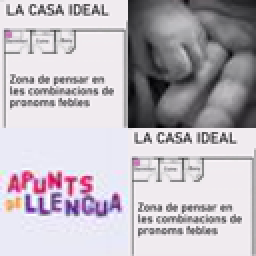 LA CASA IDEAL
Zona de pensar en
les combinacions de
pronoms febles
LA CASA IDEAL
APUNTS
DE LLENGUA
Zona de pensar en
les combinacions de
pronoms febles